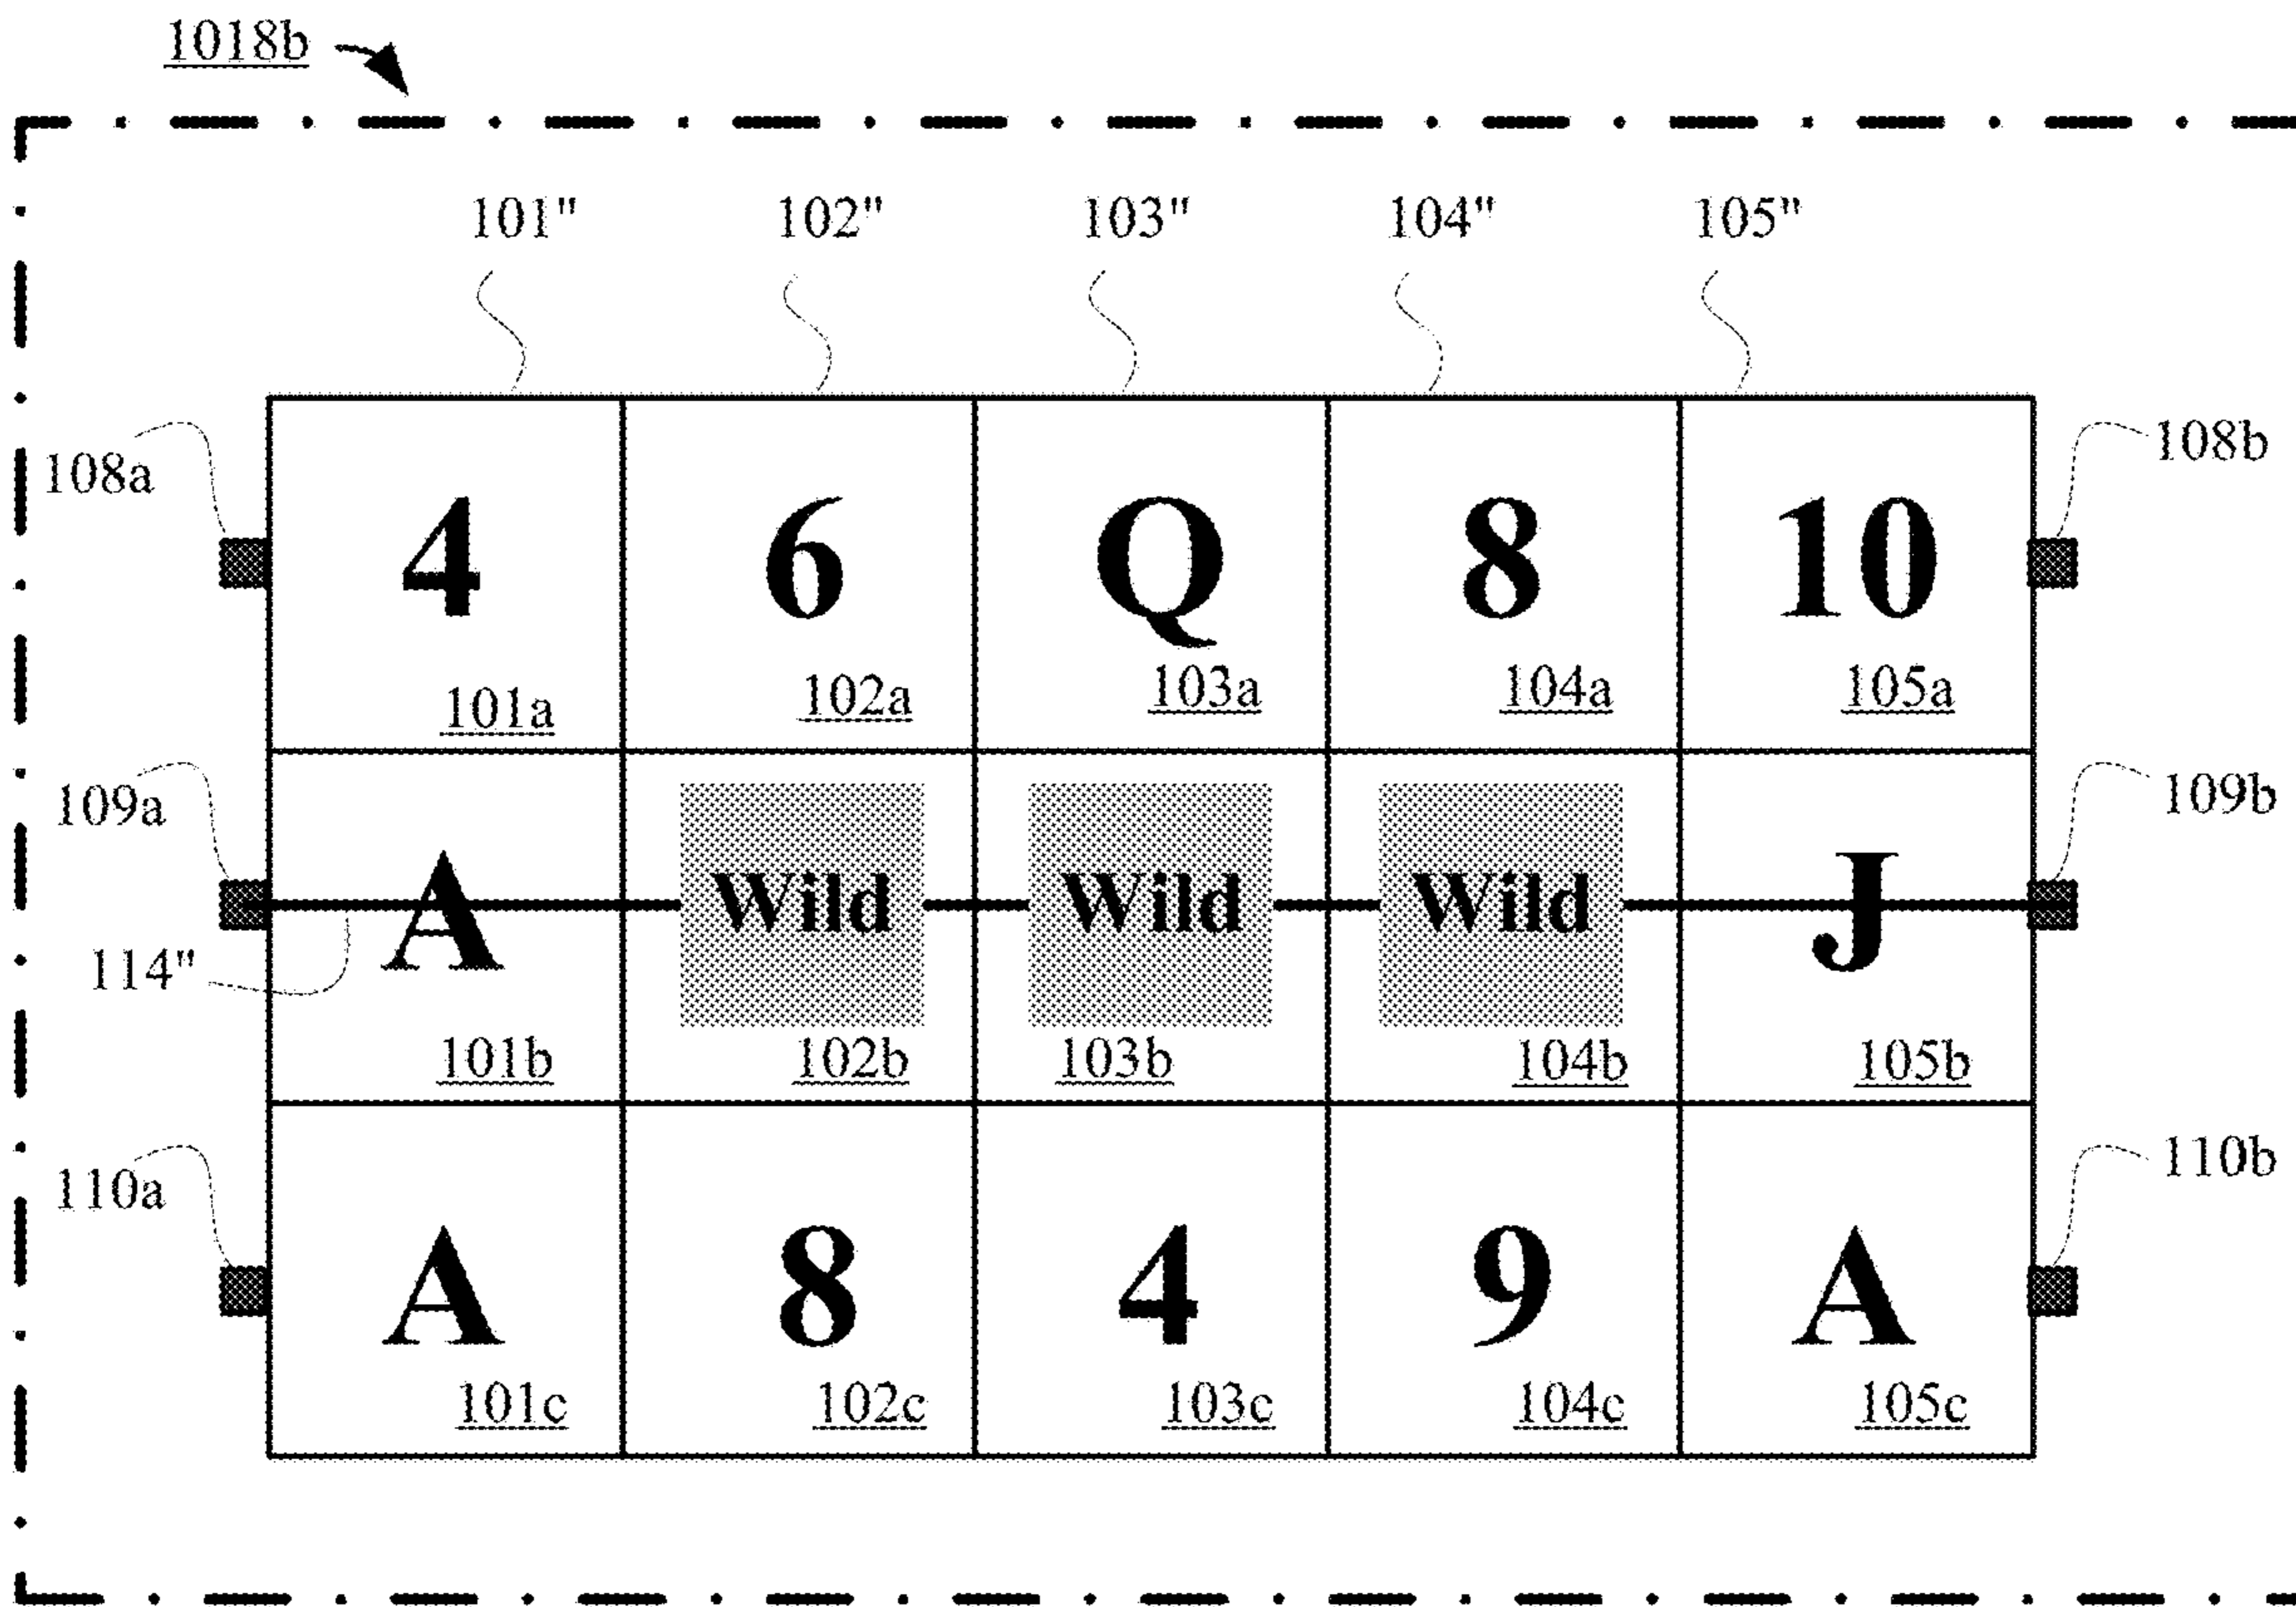 1018b
101" 102" 103" 104" 105"
108a 108b
4 6 Q 8 10
101a 102a 103a 104a 105a
109a 109b
A Wild Wild Wild J
114"
101b 102b 103b 104b 105b
110a 110b
A 8 4 9 A
101c 102c 103c 104c 105c